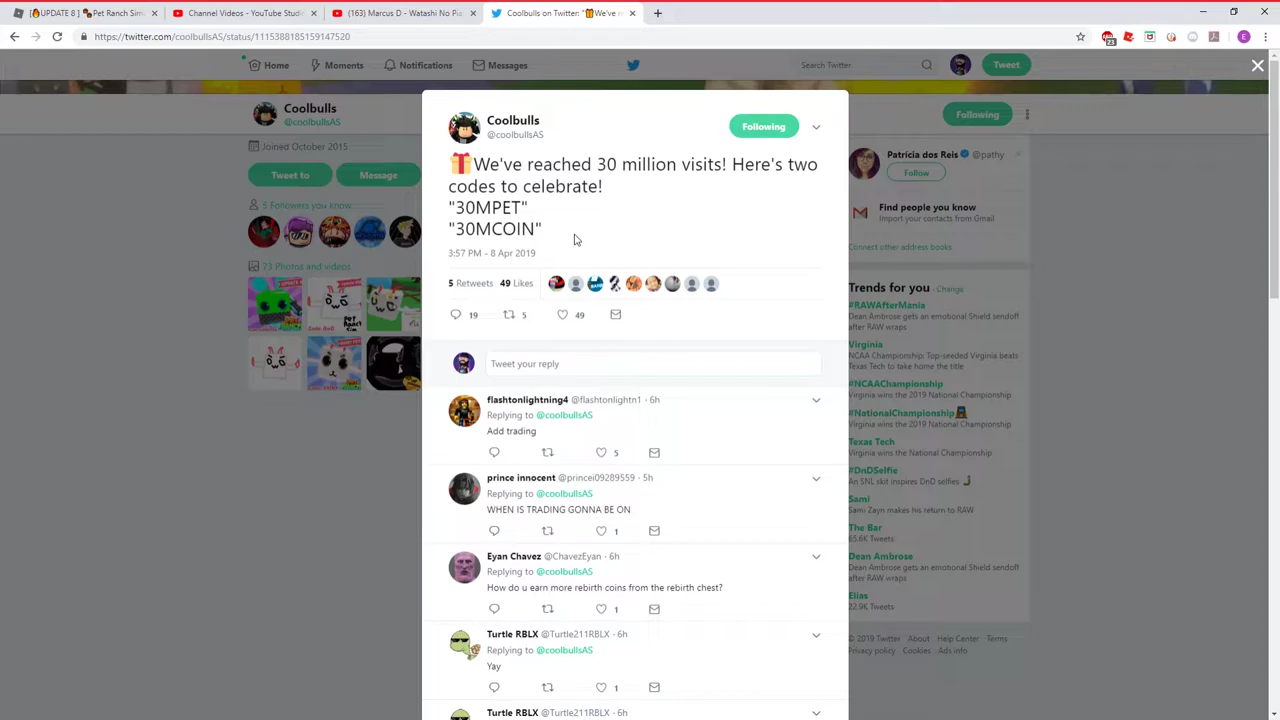 [🔥UPDATE 8 ] 🐾Pet Ranch Sim
Channel Videos - YouTube Studi
(163) Marcus D - Watashi No Pia
Coolbulls on Twitter: "🎁We've r
https://twitter.com/coolbullsAS/status/1115388185159147520
23
E
Home
Moments
Notifications
Messages
Search Twitter
Tweet
Coolbulls
@coolbullsAS
Following
Joined October 2015
Tweet to
Message
5 Followers you know
73 Photos and videos
Coolbulls
@coolbullsAS
Following
🎁We've reached 30 million visits! Here's two
codes to celebrate!
"30MPET"
"30MCOIN"
3:57 PM - 8 Apr 2019
5 Retweets 49 Likes
19 5 49
Tweet your reply
flashtonlightning4 @flashtonlightn1 · 6h
Replying to @coolbullsAS
Add trading
5
prince innocent @princei09289559 · 5h
Replying to @coolbullsAS
WHEN IS TRADING GONNA BE ON
1
Eyan Chavez @ChavezEyan · 6h
Replying to @coolbullsAS
How do u earn more rebirth coins from the rebirth chest?
1
Turtle RBLX @Turtle211RBLX · 6h
Replying to @coolbullsAS
Yay
1
Turtle RBLX @Turtle211RBLX · 6h
Patrícia dos Reis @pathy
Follow
Find people you know
Import your contacts from Gmail
Connect other address books
Trends for you · Change
#RAWAfterMania
Dean Ambrose gets an emotional Shield sendoff
after RAW wraps
Virginia
NCAA Championship: Top-seeded Virginia beats
Texas Tech to take home the title
#NCAAChampionship
Virginia wins the 2019 National Championship
#NationalChampionship
Virginia wins the 2019 National Championship
Texas Tech
Virginia wins the National Championship
#DnDSelfie
An SNL skit inspires DnD selfies
Sami
Sami Zayn makes his return to RAW
The Bar
65.6K Tweets
Dean Ambrose
Dean Ambrose gets an emotional Shield sendoff
after RAW wraps
Elias
22.9K Tweets
© 2019 Twitter About Help Center Terms
Privacy policy Cookies Ads info